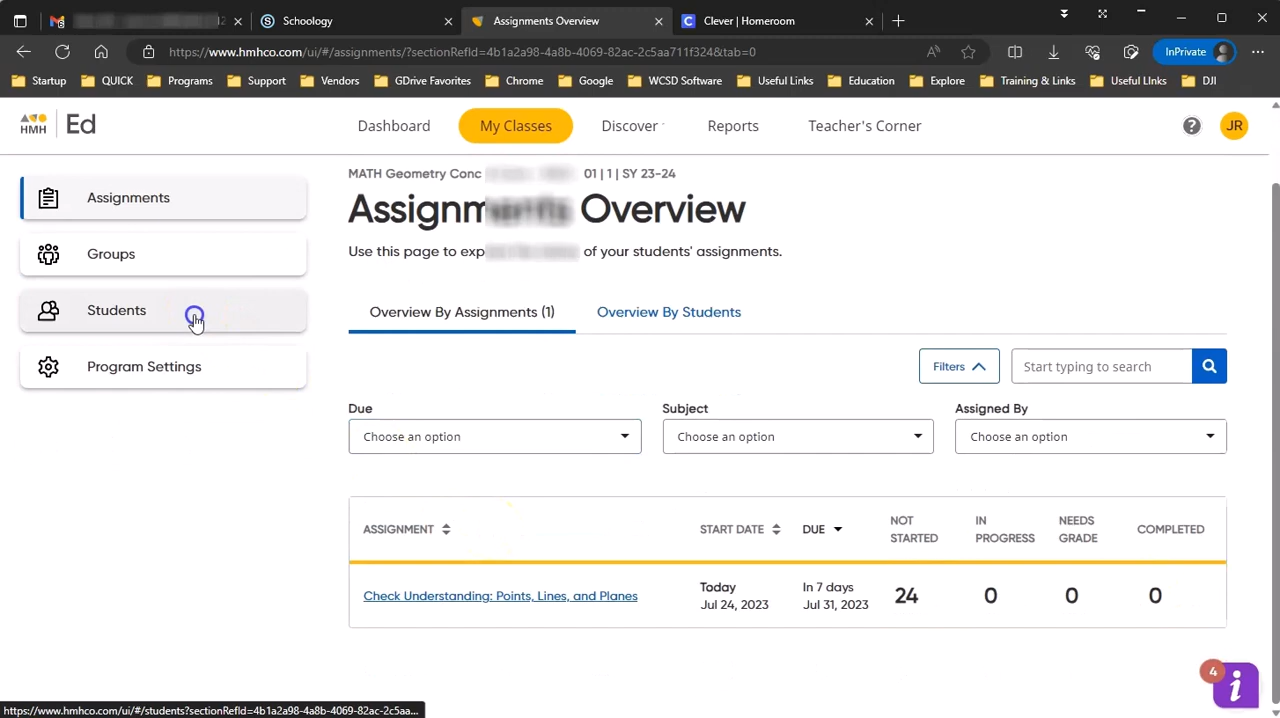 Schoology
Assignments Overview
Clever | Homeroom
https://www.hmhco.com/ui/#/assignments/?sectionRefId=4b1a2a98-4a8b-4069-82ac-2c5aa711f324&tab=0
InPrivate
Startup QUICK Programs Support Vendors GDrive Favorites Chrome Google WCSD Software Useful Links Education Explore Training & Links Useful LInks DJI
HMH Ed
Dashboard My Classes Discover Reports Teacher's Corner
JR
Assignments
Groups
Students
Program Settings
MATH Geometry Conc 01 | 1 | SY 23-24
Assignments Overview
Use this page to exp of your students' assignments.
Overview By Assignments (1) Overview By Students
Filters Start typing to search
Due Subject Assigned By
Choose an option Choose an option Choose an option
ASSIGNMENT START DATE DUE NOT STARTED IN PROGRESS NEEDS GRADE COMPLETED
Check Understanding: Points, Lines, and Planes Today In 7 days 24 0 0 0
Jul 24, 2023 Jul 31, 2023
4
i
https://www.hmhco.com/ui/#/students?sectionRefId=4b1a2a98-4a8b-4069-82ac-2c5aa...